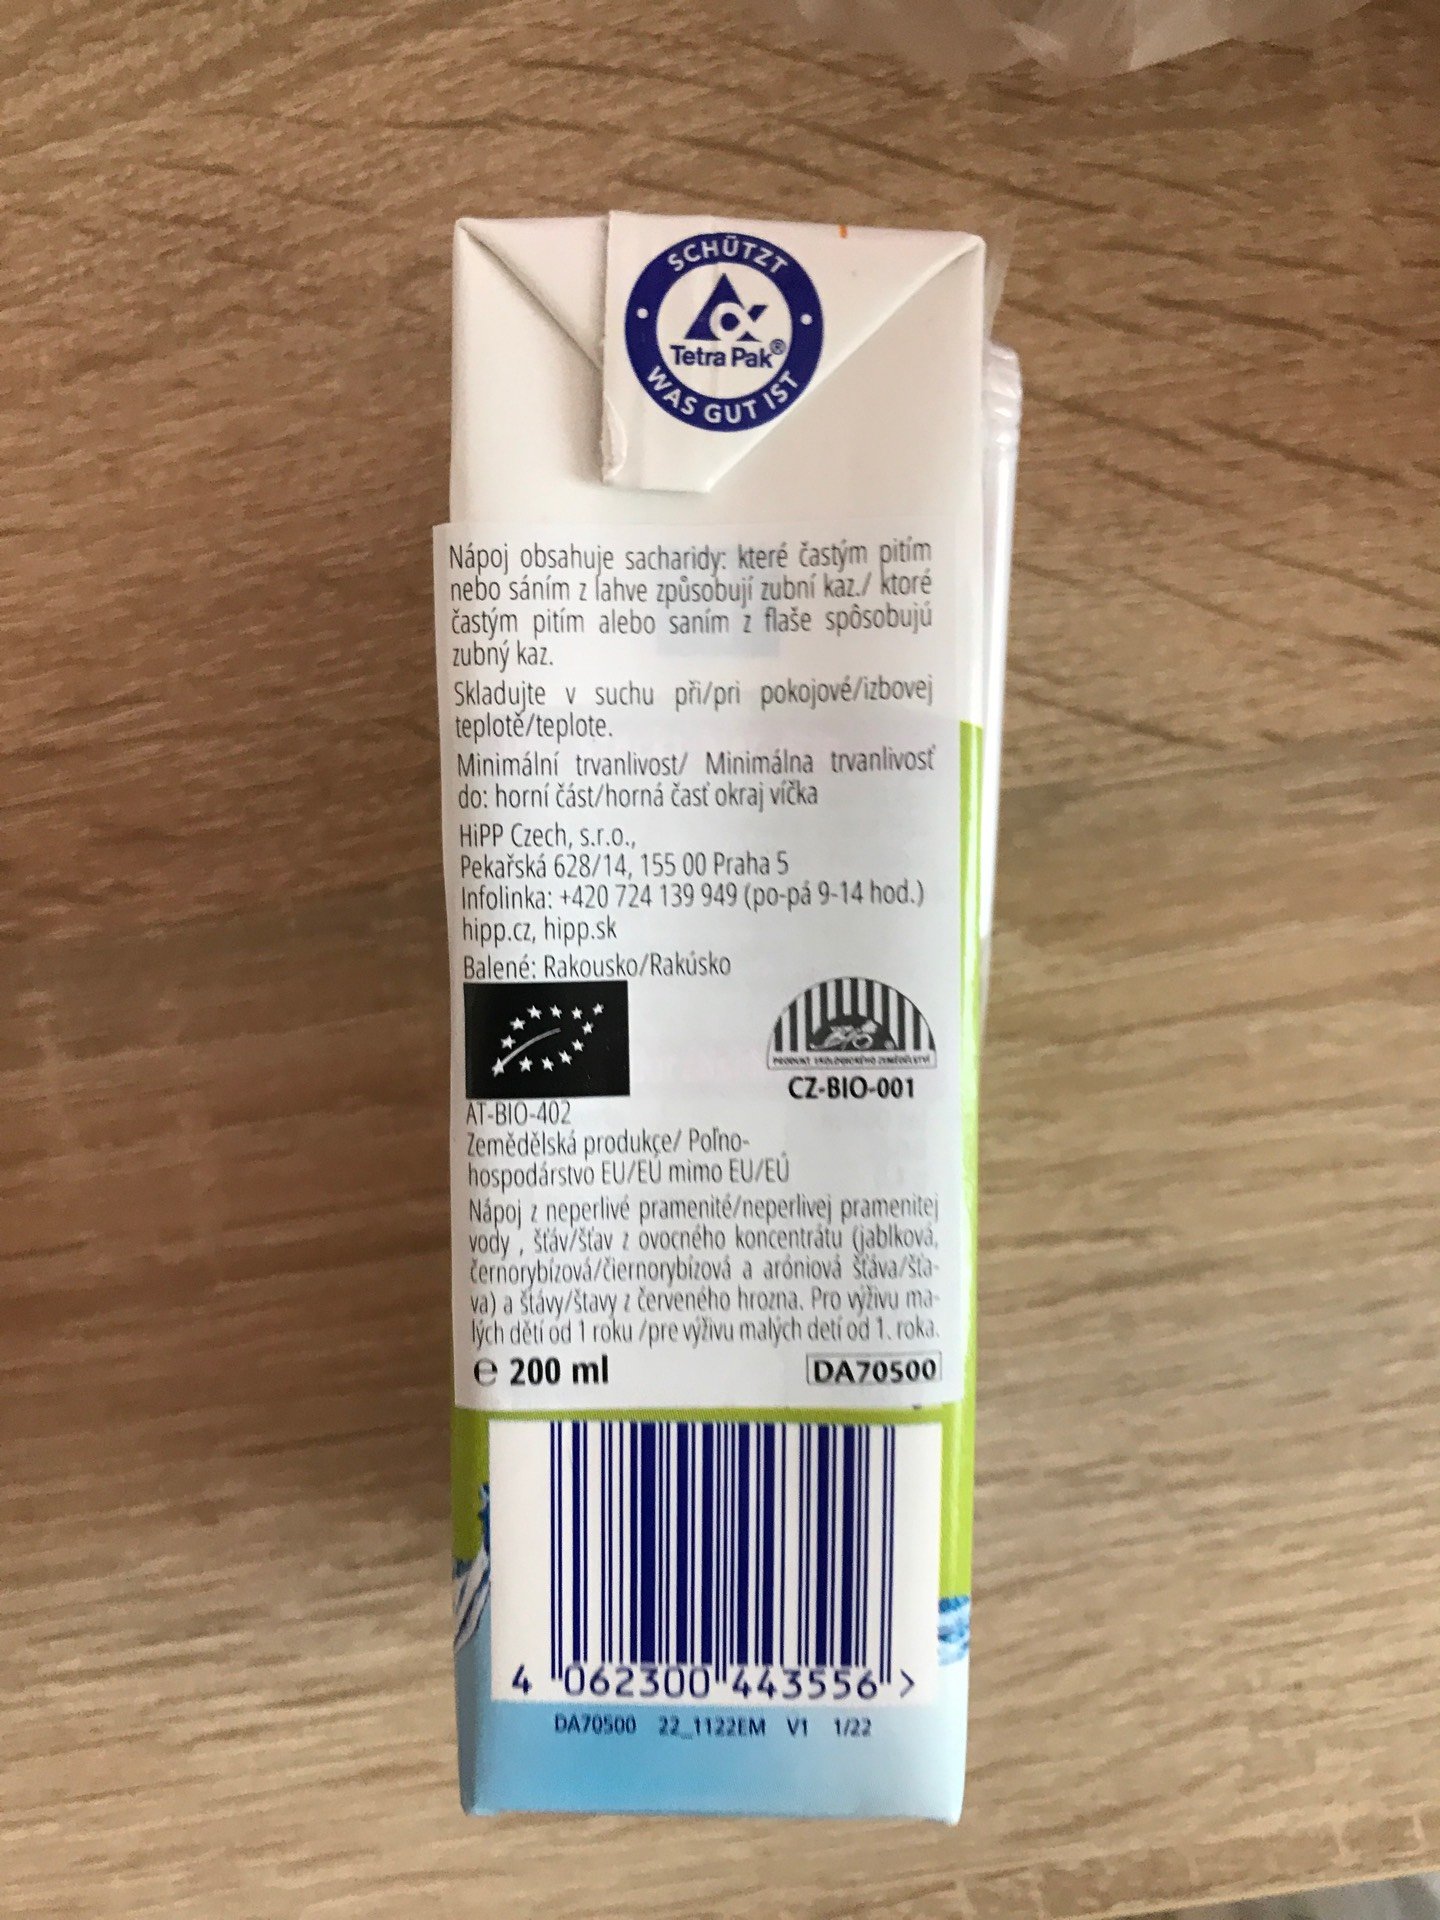 SCHÜTZT
Tetra Pak®
WAS GUT IST
Nápoj obsahuje sacharidy: které častým pitím
nebo sáním z lahve způsobují zubní kaz./ ktoré
častým pitím alebo saním z flaše spôsobujú
zubný kaz.
Skladujte v suchu při/pri pokojové/izbovej
teplotě/teplote.
Minimální trvanlivost/ Minimálna trvanlivosť
do: horní část/horná časť okraj víčka
HiPP Czech, s.r.o.,
Pekařská 628/14, 155 00 Praha 5
Infolinka: +420 724 139 949 (po-pá 9-14 hod.)
hipp.cz, hipp.sk
Balené: Rakousko/Rakúsko
BIO
PRODUKT EKOLOGICKÉHO ZEMĚDĚLSTVÍ
CZ-BIO-001
AT-BIO-402
Zemědělská produkce/ Poľno-
hospodárstvo EU/EÚ mimo EU/EÚ
Nápoj z neperlivé pramenité/neperlivej pramenitej
vody , šťáv/šťav z ovocného koncentrátu (jablková,
černorybízová/čiernorybízová a aróniová šťáva/šťa-
va) a šťávy/šťavy z červeného hrozna. Pro výživu ma-
lých dětí od 1 roku /pre výživu malých detí od 1. roka.
℮ 200 ml
DA70500
4 062300 443556 >
DA70500 22_1122EM V1 1/22